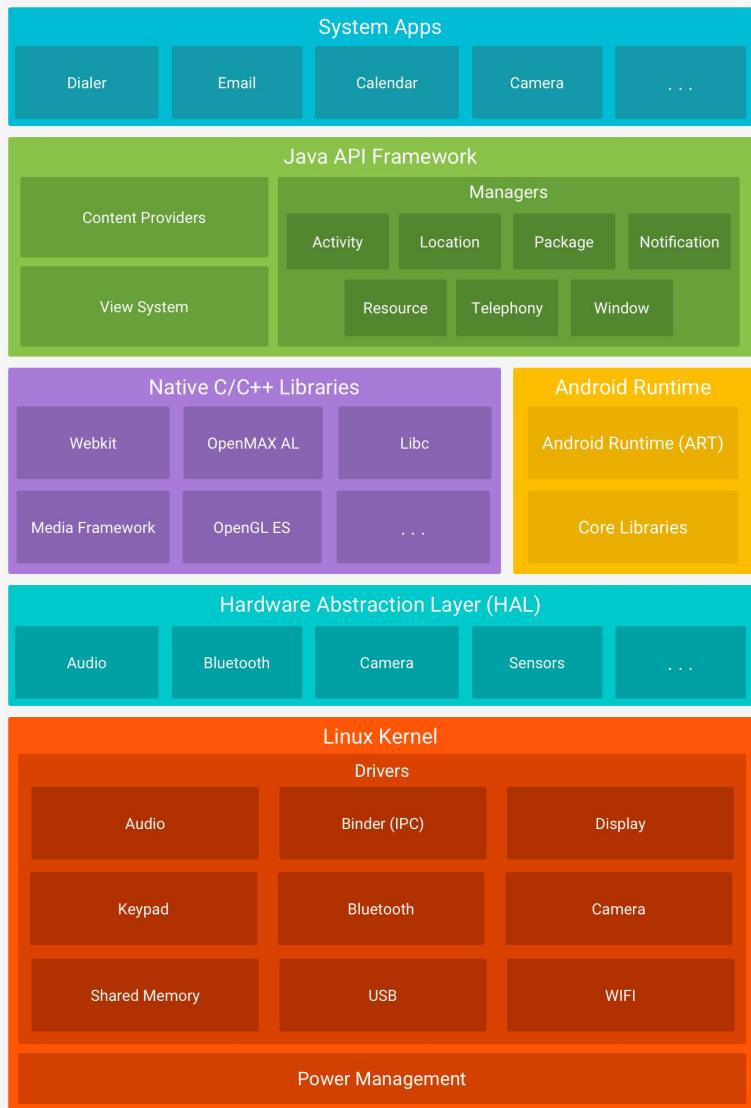 System Apps
Dialer
Email
Calendar
Camera
. . .
Java API Framework
Content Providers
View System
Managers
Activity
Location
Package
Notification
Resource
Telephony
Window
Native C/C++ Libraries
Webkit
OpenMAX AL
Libc
Media Framework
OpenGL ES
. . .
Android Runtime
Android Runtime (ART)
Core Libraries
Hardware Abstraction Layer (HAL)
Audio
Bluetooth
Camera
Sensors
. . .
Linux Kernel
Drivers
Audio
Binder (IPC)
Display
Keypad
Bluetooth
Camera
Shared Memory
USB
WIFI
Power Management